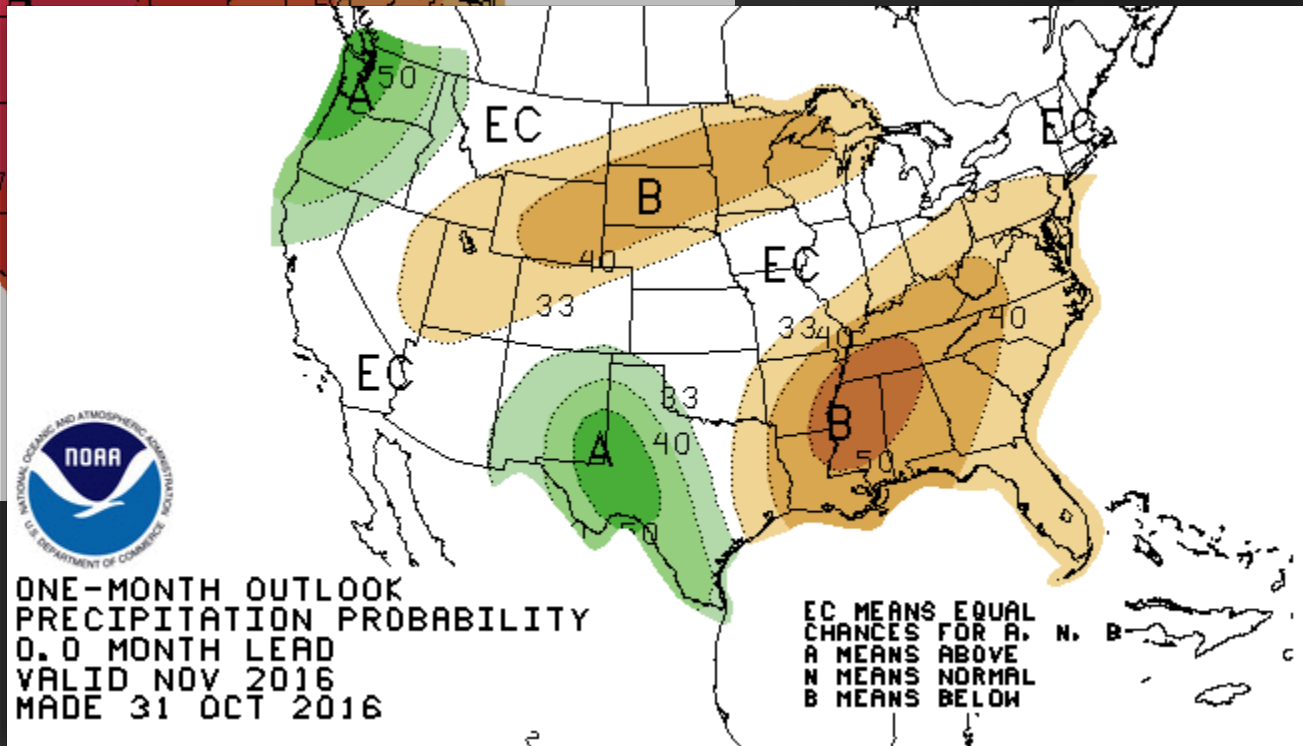 50
A
EC
EC
B
33
40
EC
33
33
40
40
EC
33
A
40
B
50
50
NOAA
NATIONAL OCEANIC AND ATMOSPHERIC ADMINISTRATION
U.S. DEPARTMENT OF COMMERCE
ONE-MONTH OUTLOOK
PRECIPITATION PROBABILITY
0.0 MONTH LEAD
VALID NOV 2016
MADE 31 OCT 2016
EC MEANS EQUAL
CHANCES FOR A, N, B
A MEANS ABOVE
N MEANS NORMAL
B MEANS BELOW